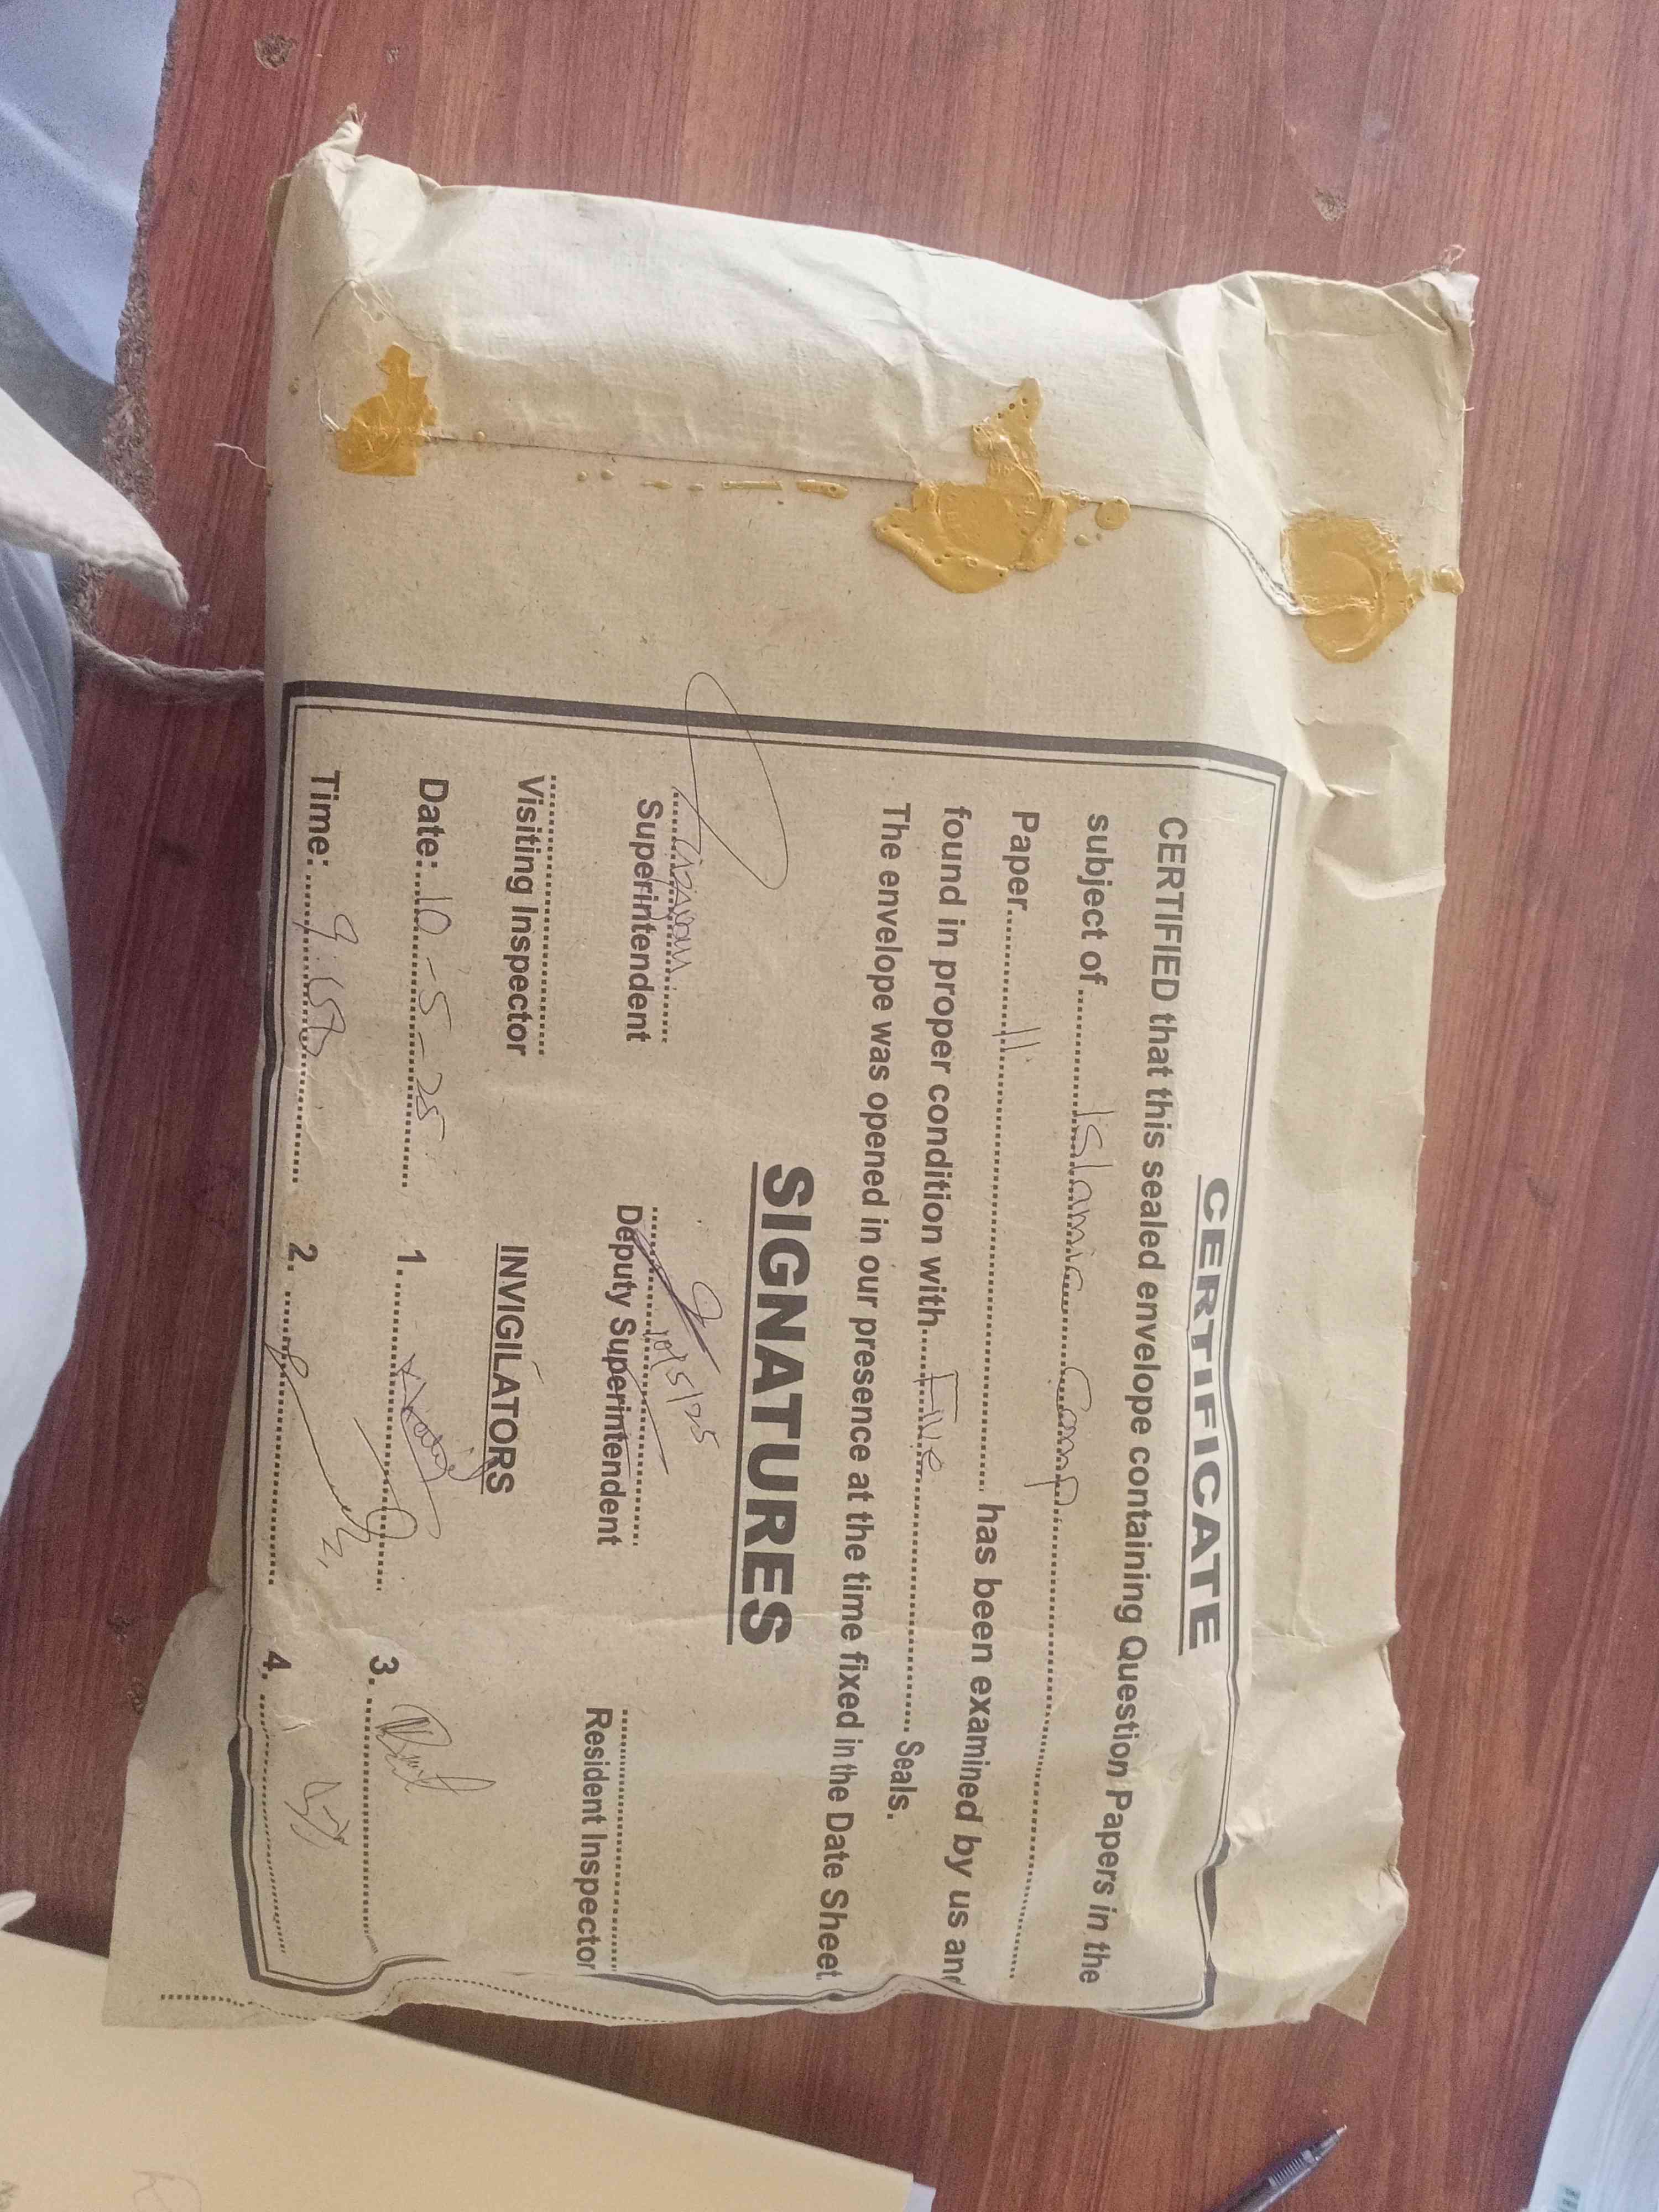 CERTIFICATE
CERTIFIED that this sealed envelope containing Question Papers in the
subject of Islamic Comp
Paper II has been examined by us and
found in proper condition with Five Seals.
The envelope was opened in our presence at the time fixed in the Date Sheet
SIGNATURES
10/5/25
Superintendent Deputy Superintendent Resident Inspector
Visiting Inspector INVIGILATORS
Date: 10-5-25 1. 3.
Time: 2. 4.